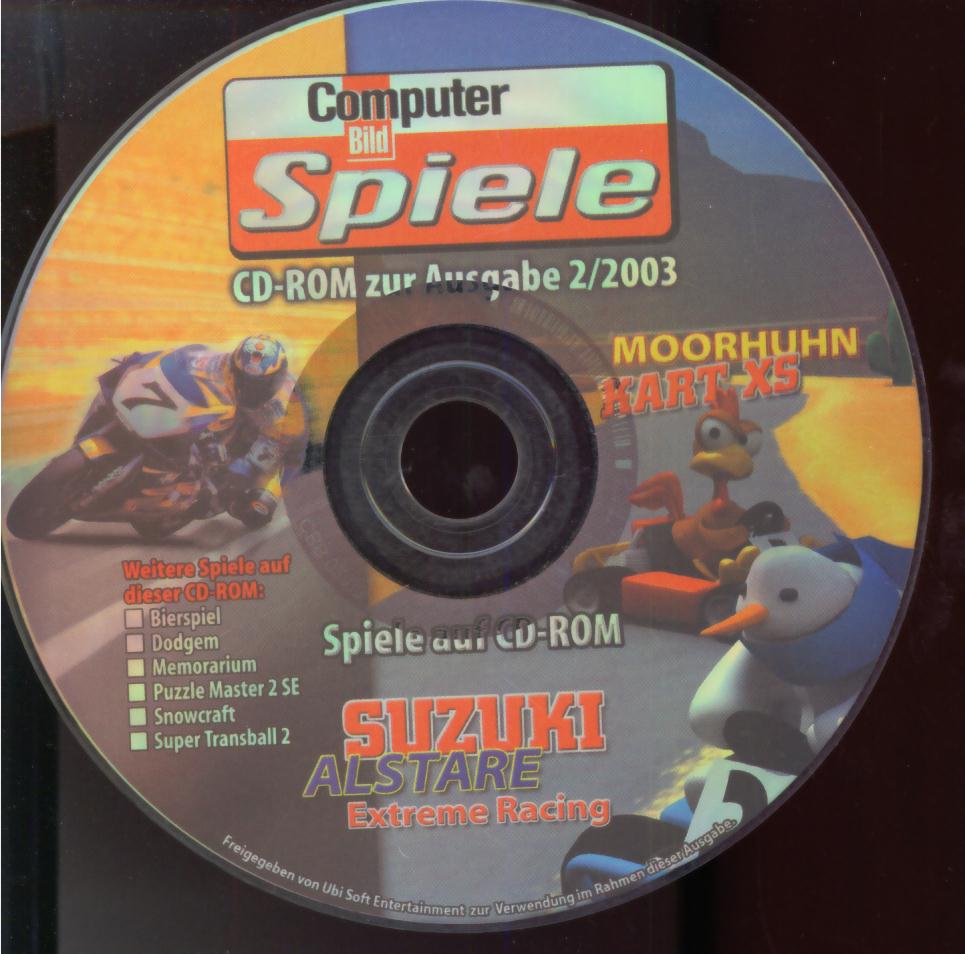 Computer
Bild
Spiele
CD-ROM zur Ausgabe 2/2003
MOORHUHN
KART XS
7
Weitere Spiele auf
dieser CD-ROM:
Bierspiel
Dodgem
Memorarium
Puzzle Master 2 SE
Snowcraft
Super Transball 2
Spiele auf CD-ROM
SUZUKI
ALSTARE
Extreme Racing
Freigegeben von Ubi Soft Entertainment zur Verwendung im Rahmen dieser Ausgabe.